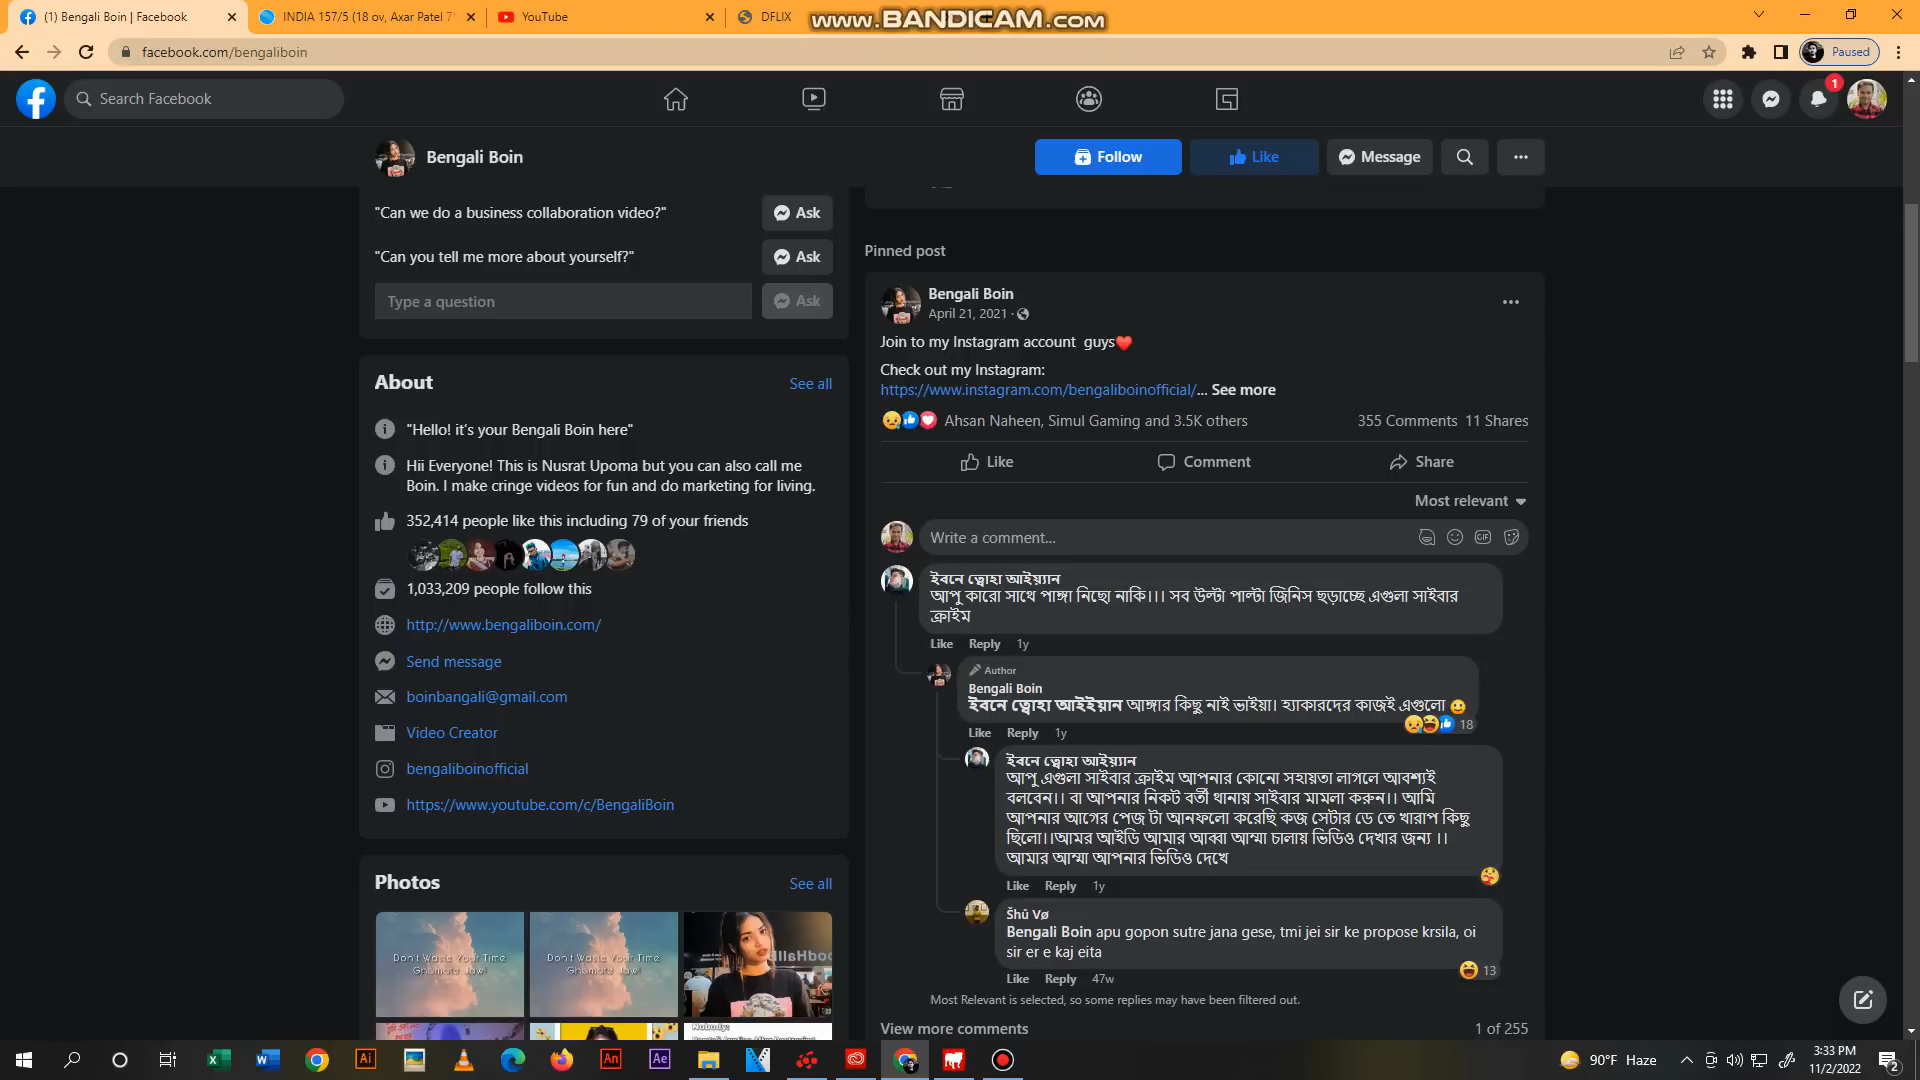 (1) Bengali Boin | Facebook
INDIA 157/5 (18 ov, Axar Patel 7*
YouTube
DFLIX
www.BANDICAM.com
facebook.com/bengaliboin
Paused
Search Facebook
1
Bengali Boin
Follow
Like
Message
"Can we do a business collaboration video?"
Ask
"Can you tell me more about yourself?"
Ask
Type a question
Ask
About
See all
"Hello! it's your Bengali Boin here"
Hii Everyone! This is Nusrat Upoma but you can also call me
Boin. I make cringe videos for fun and do marketing for living.
352,414 people like this including 79 of your friends
1,033,209 people follow this
http://www.bengaliboin.com/
Send message
boinbangali@gmail.com
Video Creator
bengaliboinofficial
https://www.youtube.com/c/BengaliBoin
Photos
See all
Don't Waste Your Time
Ghumate Jaw!
Don't Waste Your Time
Ghumate Jaw!
Nobody:
Pinned post
Bengali Boin
April 21, 2021 ·
Join to my Instagram account guys❤️
Check out my Instagram:
https://www.instagram.com/bengaliboinofficial/... See more
Ahsan Naheen, Simul Gaming and 3.5K others
355 Comments 11 Shares
Like
Comment
Share
Most relevant
Write a comment...
GIF
ইবনে ত্বোহা আইয়্যান
আপু কারো সাথে পাঙ্গা নিছো নাকি।।। সব উল্টা পাল্টা জিনিস ছড়াচ্ছে এগুলা সাইবার
ক্রাইম
Like Reply 1y
Author
Bengali Boin
ইবনে ত্বোহা আইইয়ান আঙ্গার কিছু নাই ভাইয়া। হ্যাকারদের কাজই এগুলো
18
Like Reply 1y
ইবনে ত্বোহা আইয়্যান
আপু এগুলা সাইবার ক্রাইম আপনার কোনো সহায়তা লাগলে আবশ্যই
বলবেন।। বা আপনার নিকট বর্তী থানায় সাইবার মামলা করুন।। আমি
আপনার আগের পেজ টা আনফলো করেছি কজ সেটার ডে তে খারাপ কিছু
ছিলো।।আমর আইডি আমার আব্বা আম্মা চালায় ভিডিও দেখার জন্য ।।
আমার আম্মা আপনার ভিডিও দেখে
Like Reply 1y
Šhû Vø
Bengali Boin apu gopon sutre jana gese, tmi jei sir ke propose krsila, oi
sir er e kaj eita
13
Like Reply 47w
Most Relevant is selected, so some replies may have been filtered out.
View more comments
1 of 255
Ai
An
Ae
90°F Haze
3:33 PM
11/2/2022
2